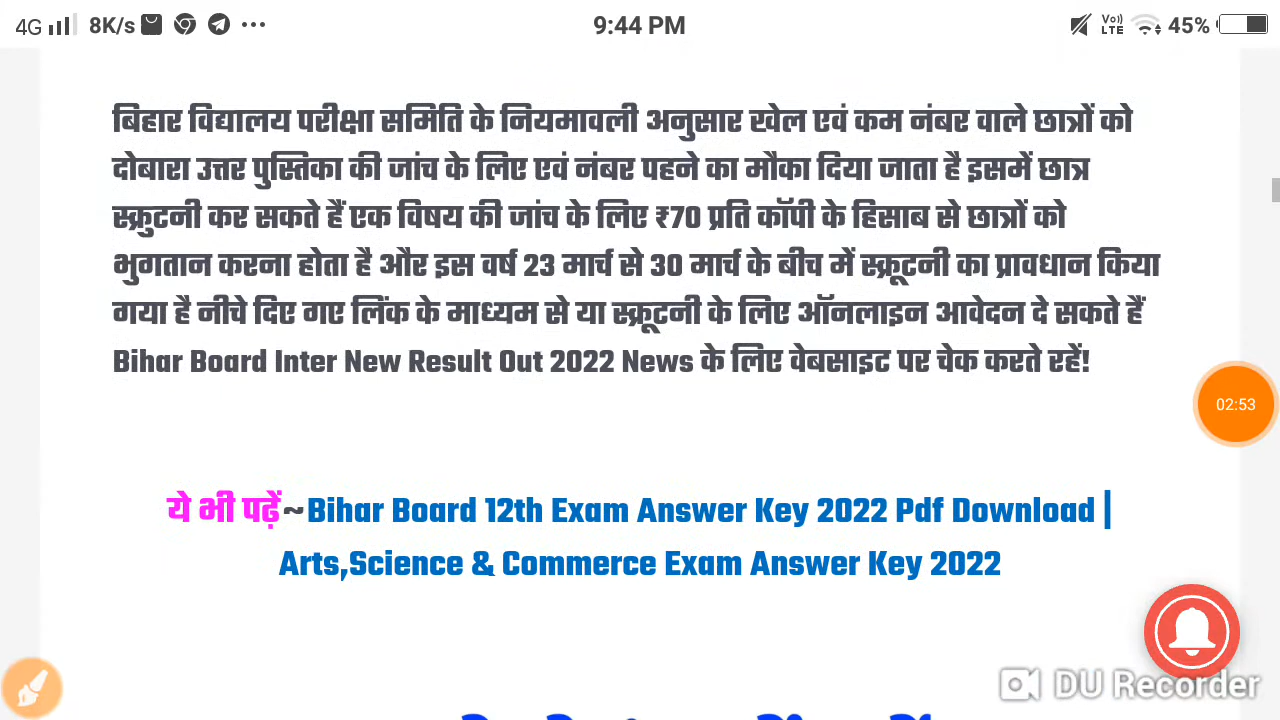 4G 8K/s 9:44 PM Vo)) LTE 45%
बिहार विद्यालय परीक्षा समिति के नियमावली अनुसार खेल एवं कम नंबर वाले छात्रों को
दोबारा उत्तर पुस्तिका की जांच के लिए एवं नंबर पहने का मौका दिया जाता है इसमें छात्र
स्क्रुटनी कर सकते हैं एक विषय की जांच के लिए ₹70 प्रति कॉपी के हिसाब से छात्रों को
भुगतान करना होता है और इस वर्ष 23 मार्च से 30 मार्च के बीच में स्क्रूटनी का प्रावधान किया
गया है नीचे दिए गए लिंक के माध्यम से या स्क्रूटनी के लिए ऑनलाइन आवेदन दे सकते हैं
Bihar Board Inter New Result Out 2022 News के लिए वेबसाइट पर चेक करते रहें!
02:53
ये भी पढ़ें~Bihar Board 12th Exam Answer Key 2022 Pdf Download |
Arts,Science & Commerce Exam Answer Key 2022
DU Recorder